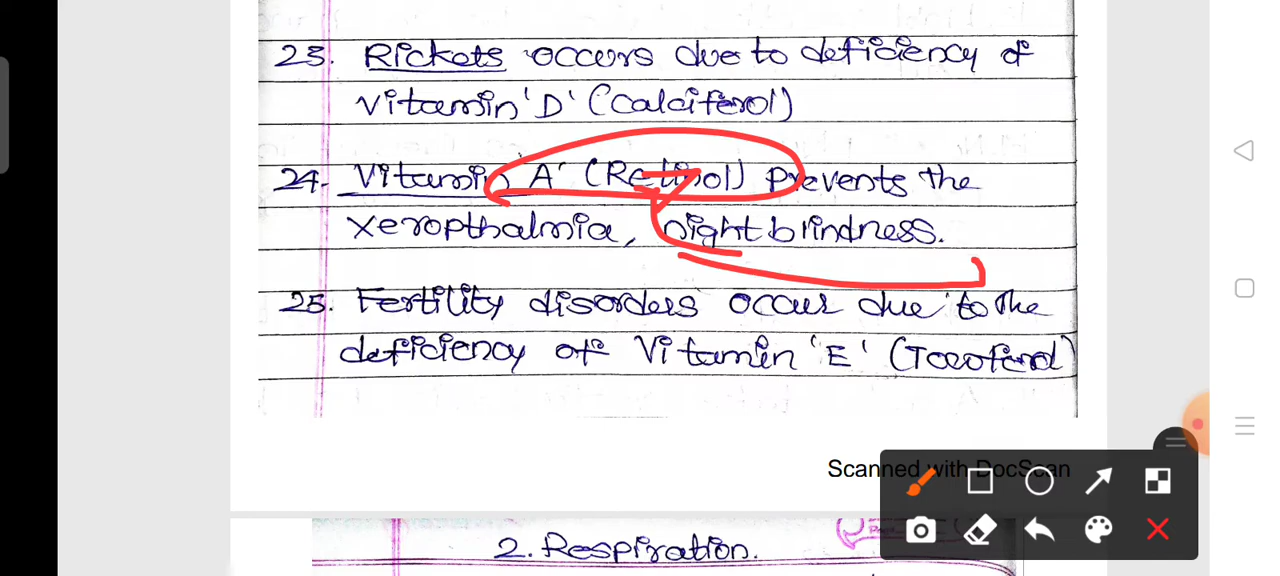 23. Rickets occurs due to deficiency of
Vitamin 'D' (Calciferol)
24. Vitamin 'A' (Retinol) Prevents the
Xeropthalmia, night blindness.
25. Fertility disorders occur due to the
deficiency of Vitamin 'E' (Tocoferol)
Scanned with DocScan
2. Respiration.